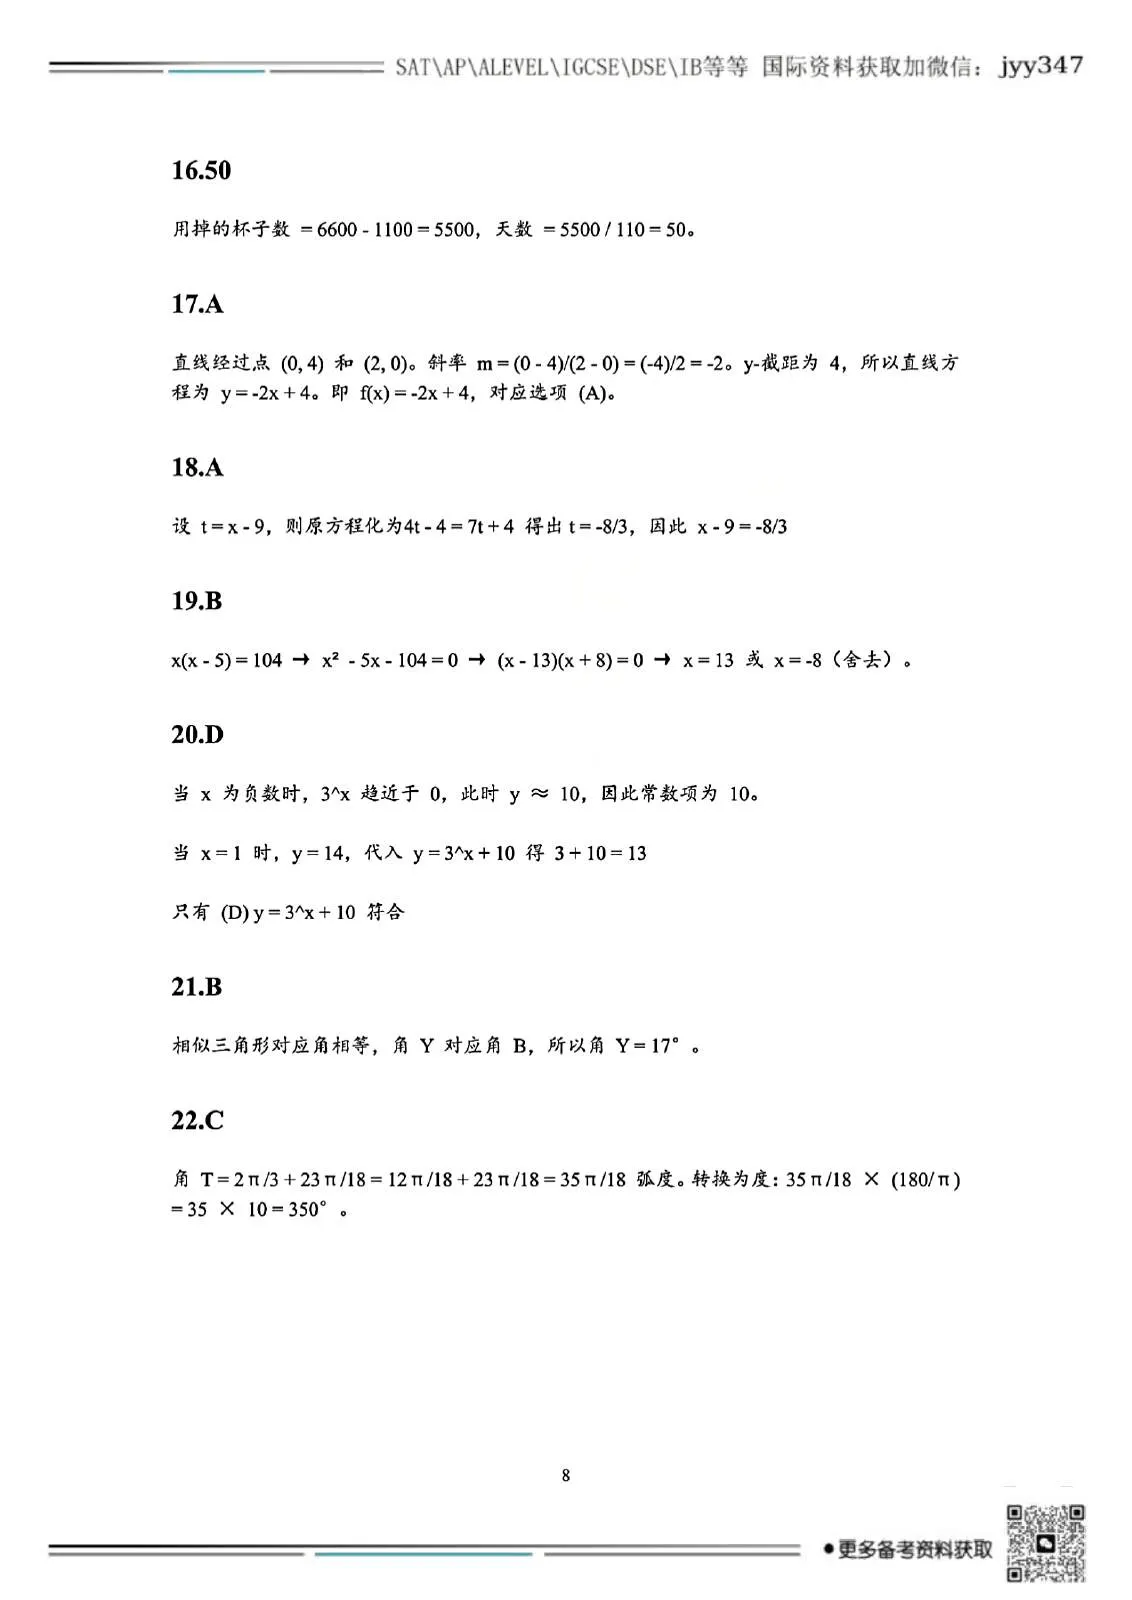 SAT\AP\ALEVEL\IGCSE\DSE\IB等等 国际资料获取加微信: jyy347
16.50
用掉的杯子数 = 6600 - 1100 = 5500，天数 = 5500 / 110 = 50。
17.A
直线经过点 (0, 4) 和 (2, 0)。斜率 m = (0 - 4)/(2 - 0) = (-4)/2 = -2。y-截距为 4，所以直线方
程为 y = -2x + 4。即 f(x) = -2x + 4，对应选项 (A)。
18.A
设 t = x - 9，则原方程化为4t - 4 = 7t + 4 得出 t = -8/3，因此 x - 9 = -8/3
19.B
x(x - 5) = 104 → x² - 5x - 104 = 0 → (x - 13)(x + 8) = 0 → x = 13 或 x = -8（舍去）。
20.D
当 x 为负数时，3^x 趋近于 0，此时 y ≈ 10，因此常数项为 10。
当 x = 1 时，y = 14，代入 y = 3^x + 10 得 3 + 10 = 13
只有 (D) y = 3^x + 10 符合
21.B
相似三角形对应角相等，角 Y 对应角 B，所以角 Y = 17° 。
22.C
角 T = 2π/3 + 23π/18 = 12π/18 + 23π/18 = 35π/18 弧度。转换为度：35π/18 × (180/π)
= 35 × 10 = 350° 。
8
●更多备考资料获取